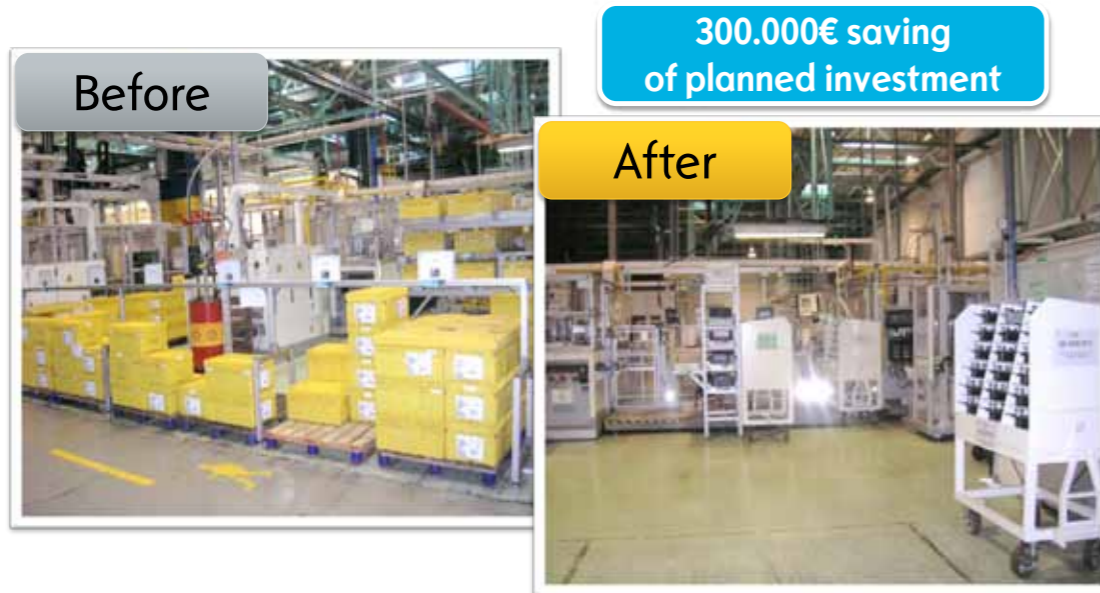 Before
300.000€ saving
of planned investment
After